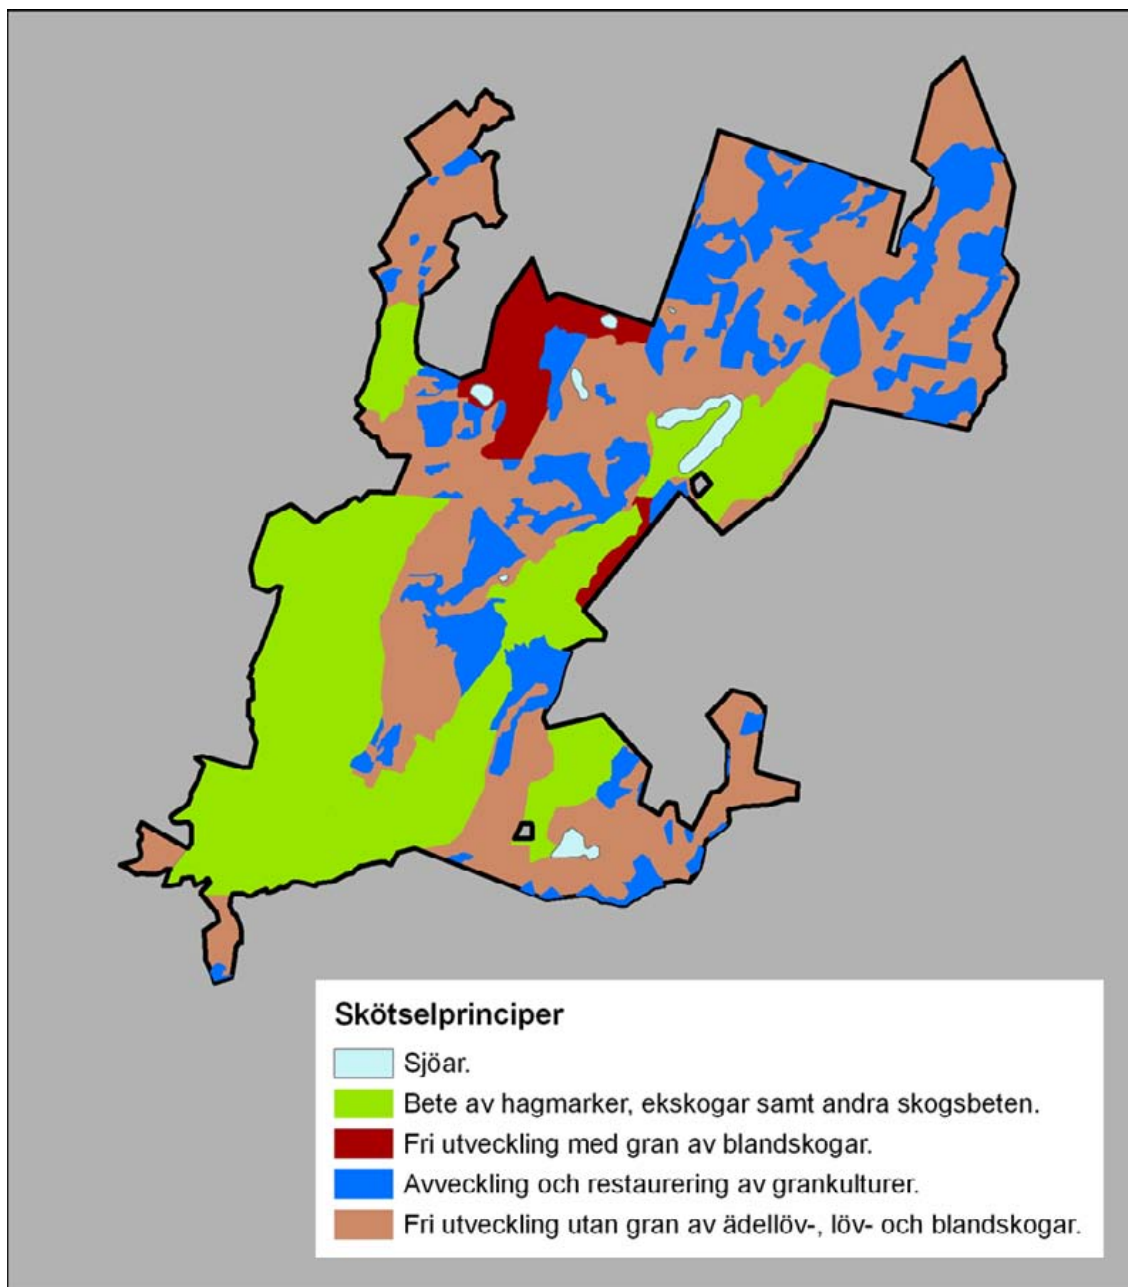 Skötselprinciper
Sjöar.
Bete av hagmarker, ekskogar samt andra skogsbeten.
Fri utveckling med gran av blandskogar.
Avveckling och restaurering av grankulturer.
Fri utveckling utan gran av ädellöv-, löv- och blandskogar.